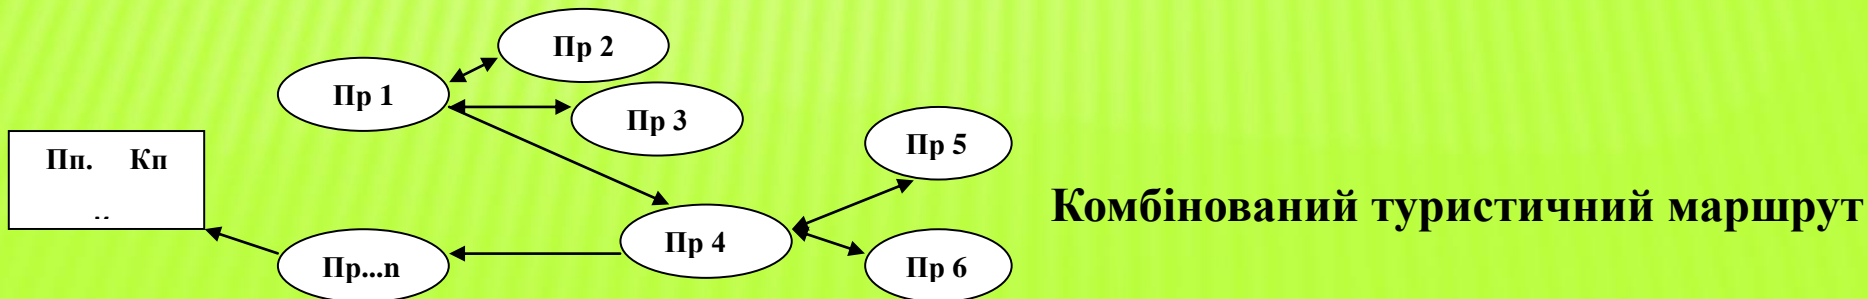 Пр 2
Пр 1
Пр 3
Пр 5
Пп. Кп
..
Комбінований туристичний маршрут
Пр 4
Пр...n
Пр 6